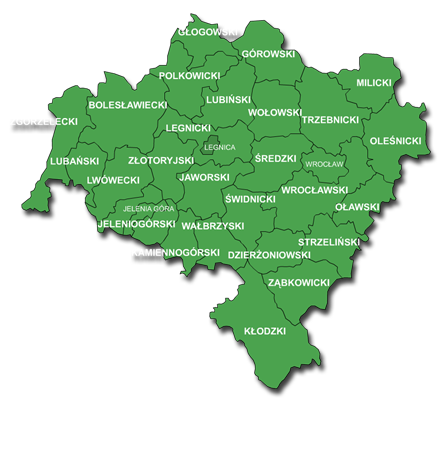 GŁOGOWSKI
GÓROWSKI
POLKOWICKI
MILICKI
BOLESŁAWIECKI
LUBIŃSKI
WOŁOWSKI
TRZEBNICKI
ZGORZELECKI
LEGNICKI
OLEŚNICKI
LEGNICA
LUBAŃSKI
ZŁOTORYJSKI
ŚREDZKI
WROCŁAW
LWÓWECKI
JAWORSKI
WROCŁAWSKI
ŚWIDNICKI
JELENIA GÓRA
OŁAWSKI
JELENIOGÓRSKI
WAŁBRZYSKI
STRZELIŃSKI
KAMIENNOGÓRSKI
DZIERŻONIOWSKI
ZĄBKOWICKI
KŁODZKI